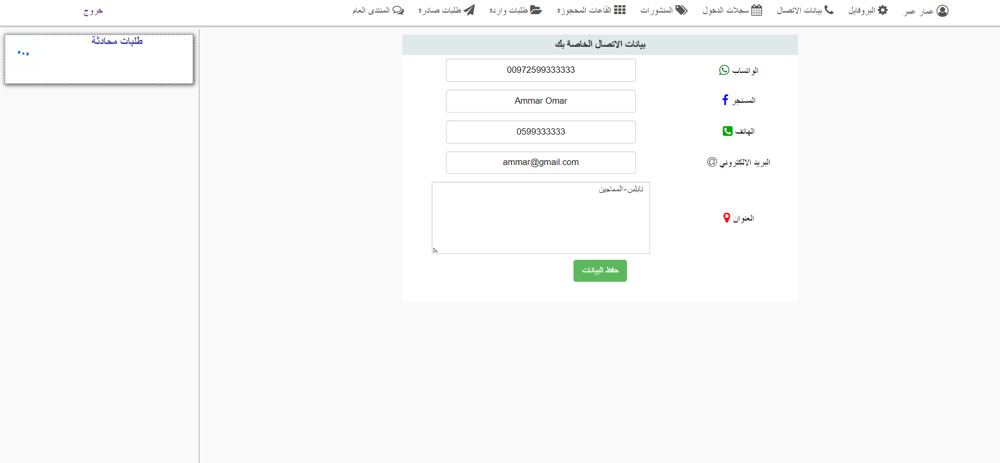 عمار عمر
البروفايل
بيانات الاتصال
سجلات الدخول
المنشورات
القاعات المحجوزة
طلبات واردة
طلبات صادرة
المنتدى العام
خروج
بيانات الاتصال الخاصة بك
الواتساب
00972599333333
المسنجر
Ammar Omar
الهاتف
0599333333
البريد الالكتروني @
ammar@gmail.com
العنوان
نابلس-المعاجين
حفظ البيانات
طلبات محادثة